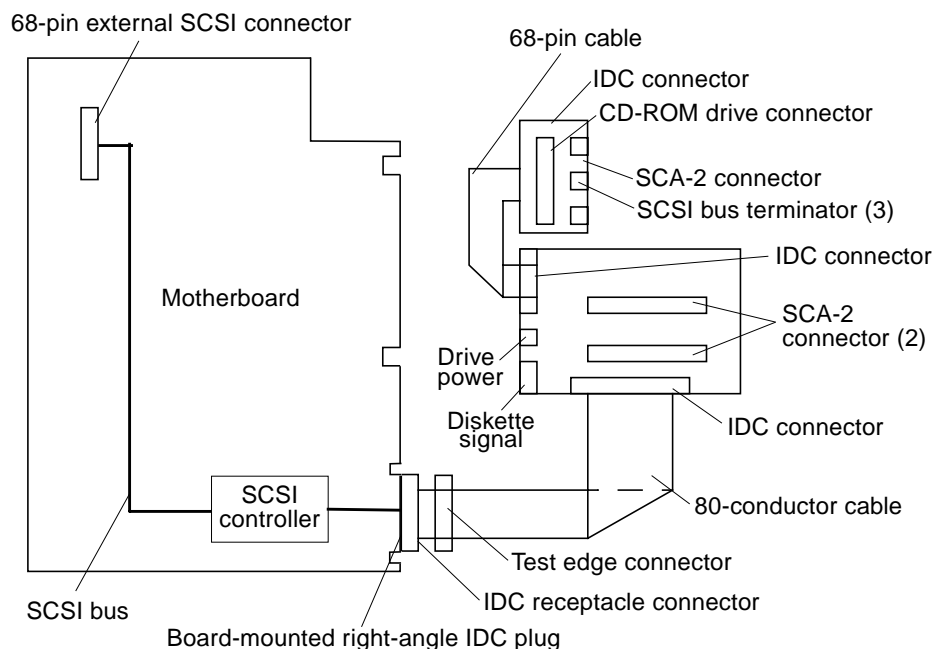 68-pin external SCSI connector
68-pin cable
IDC connector
CD-ROM drive connector
SCA-2 connector
SCSI bus terminator (3)
IDC connector
Motherboard
SCA-2
connector (2)
Drive
power
Diskette
signal
IDC connector
SCSI
controller
80-conductor cable
Test edge connector
IDC receptacle connector
SCSI bus
Board-mounted right-angle IDC plug